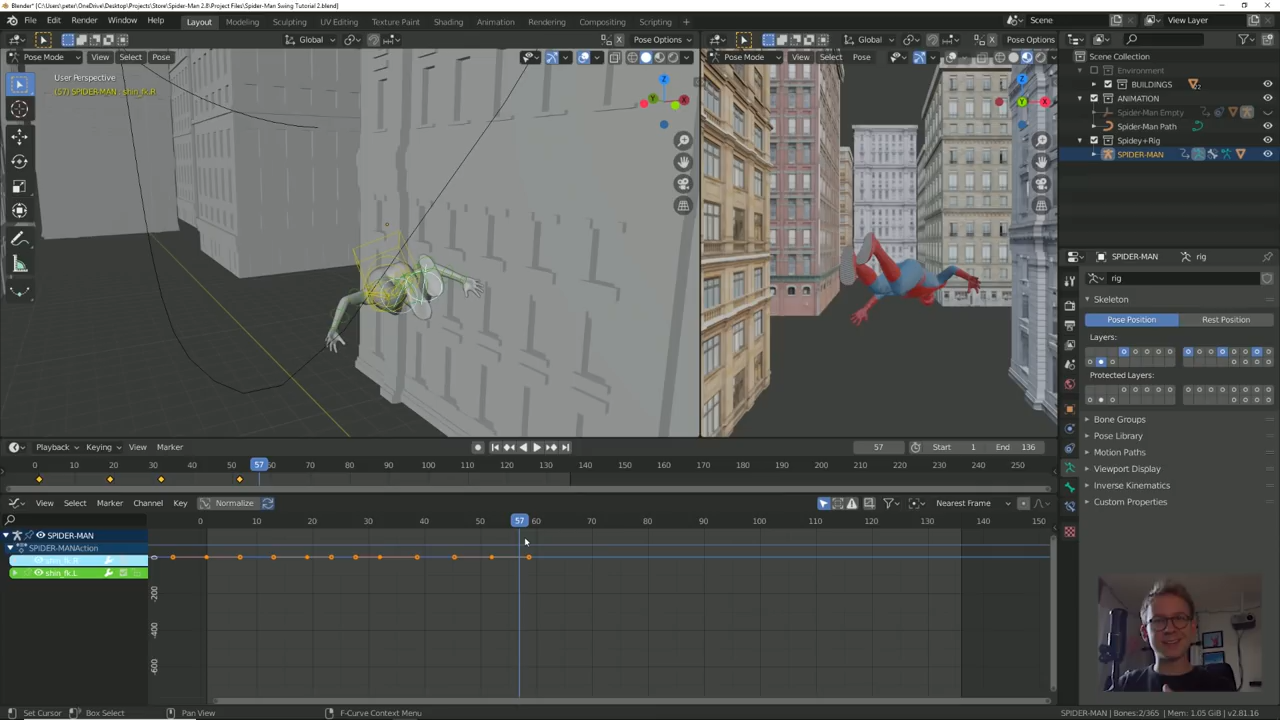 Blender* [C:\Users\peter\OneDrive\Desktop\Projects\Store\Spider-Man 2.8\Project Files\Spider-Man Swing Tutorial 2.blend]
File Edit Render Window Help Layout Modeling Sculpting UV Editing Texture Paint Shading Animation Rendering Compositing Scripting Scene View Layer
Global Pose Options Global Pose Options
Pose Mode View Select Pose Pose Mode View Select Pose
User Perspective
(57) SPIDER-MAN : shin_fk.R
Z
X
Y
Z
X
Y
Scene Collection
Environment
BUILDINGS
ANIMATION
Spider-Man Empty
Spider-Man Path
Spidey+Rig
SPIDER-MAN
SPIDER-MAN rig
rig
Skeleton
Pose Position Rest Position
Layers:
Protected Layers:
Bone Groups
Pose Library
Motion Paths
Viewport Display
Inverse Kinematics
Custom Properties
Playback Keying View Marker 57 Start 1 End 136
0 10 20 30 40 50 57 70 80 90 100 110 120 130 140 150 160 170 180 190 200 210 220 230 240 250
View Select Marker Channel Key Normalize Nearest Frame
0 10 20 30 40 50 57 60 70 80 90 100 110 120 130 140 150
SPIDER-MAN
SPIDER-MANAction
shin_fk.R
shin_fk.L
0
-200
-400
-600
Set Cursor Box Select Pan View F-Curve Context Menu SPIDER-MAN | Bones:2/365 | Mem: 1.05 GiB | v2.81.16